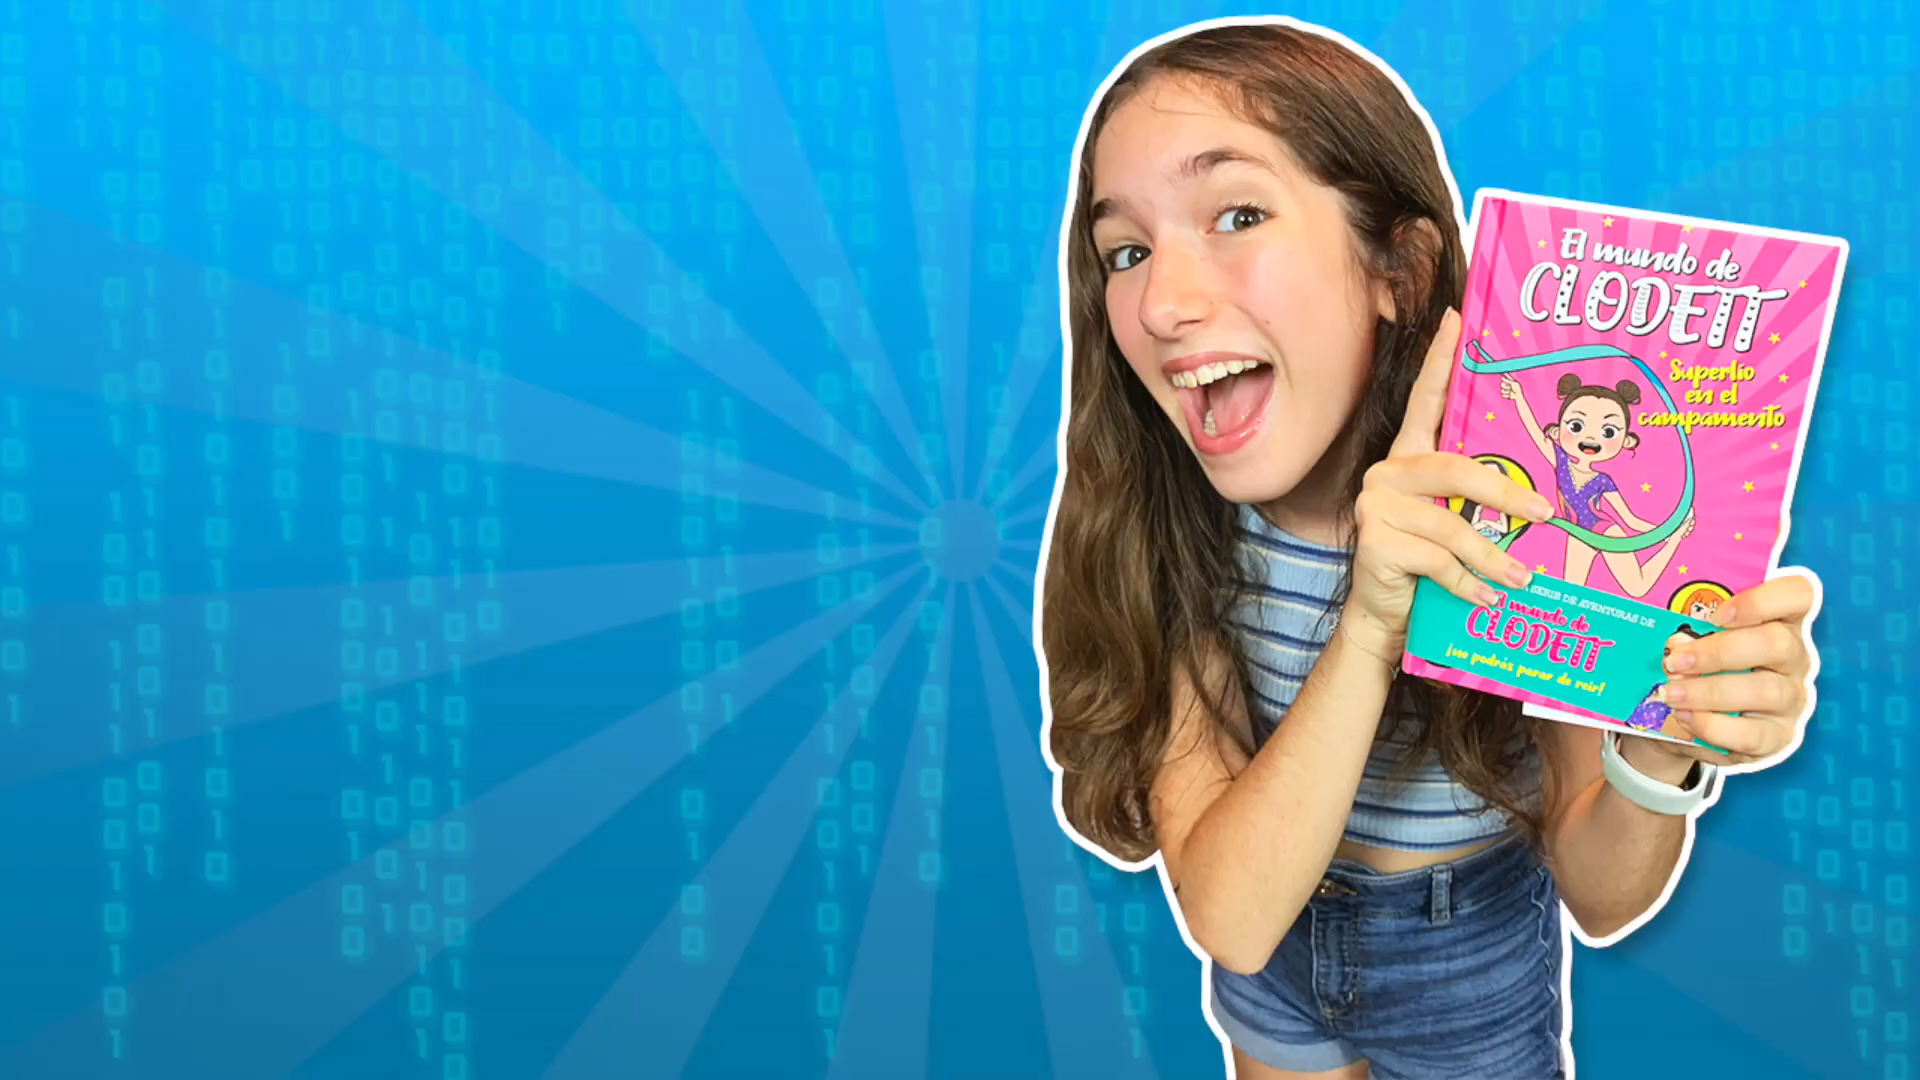 El mundo de
CLODETT
Superlío
en el
campamento
SERIE DE AVENTURAS DE
El mundo de
CLODETT
¡no podrás parar de reír!